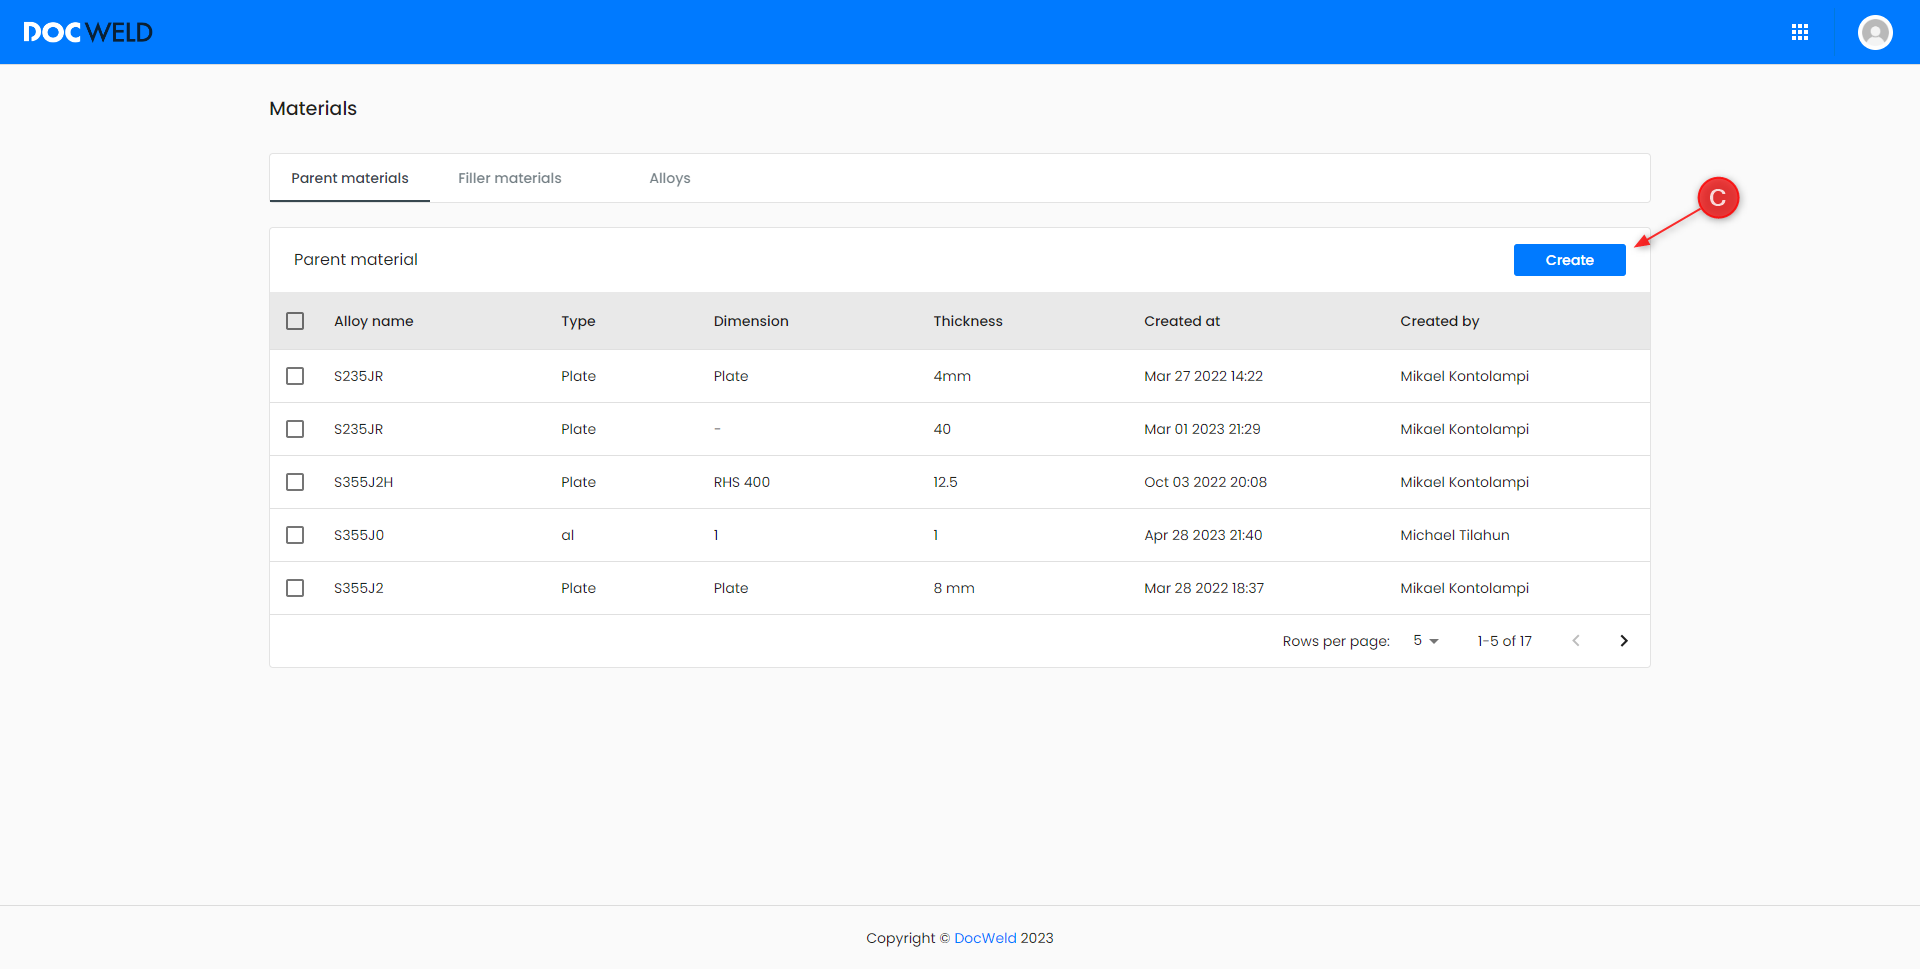 DOCWELD
Materials
Parent materials Filler materials Alloys
C
Parent material Create
Alloy name Type Dimension Thickness Created at Created by
S235JR Plate Plate 4mm Mar 27 2022 14:22 Mikael Kontolampi
S235JR Plate - 40 Mar 01 2023 21:29 Mikael Kontolampi
S355J2H Plate RHS 400 12.5 Oct 03 2022 20:08 Mikael Kontolampi
S355J0 al 1 1 Apr 28 2023 21:40 Michael Tilahun
S355J2 Plate Plate 8 mm Mar 28 2022 18:37 Mikael Kontolampi
Rows per page: 5 1-5 of 17
Copyright © DocWeld 2023